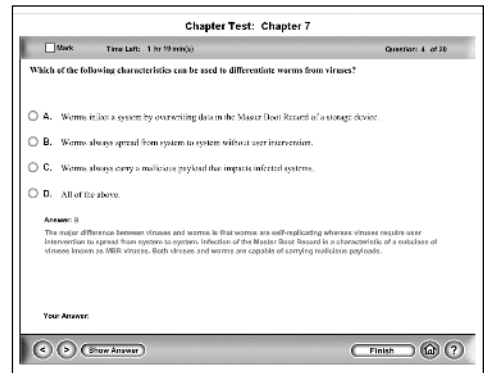 Chapter Test: Chapter 7
Mark Time Left: 1 hr 19 min(s) Question: 4 of 20
Which of the following characteristics can be used to differentiate worms from viruses?
A. Worms infect a system by overwriting data in the Master Boot Record of a storage device.
B. Worms always spread from system to system without user intervention.
C. Worms always carry a malicious payload that impacts infected systems.
D. All of the above.
Answer: B
The major difference between viruses and worms is that worms are self-replicating whereas viruses require user
intervention to spread from system to system. Infection of the Master Boot Record is a characteristic of a subclass of
viruses known as MBR viruses. Both viruses and worms are capable of carrying malicious payloads.
Your Answer:
< > Show Answer Finish ?